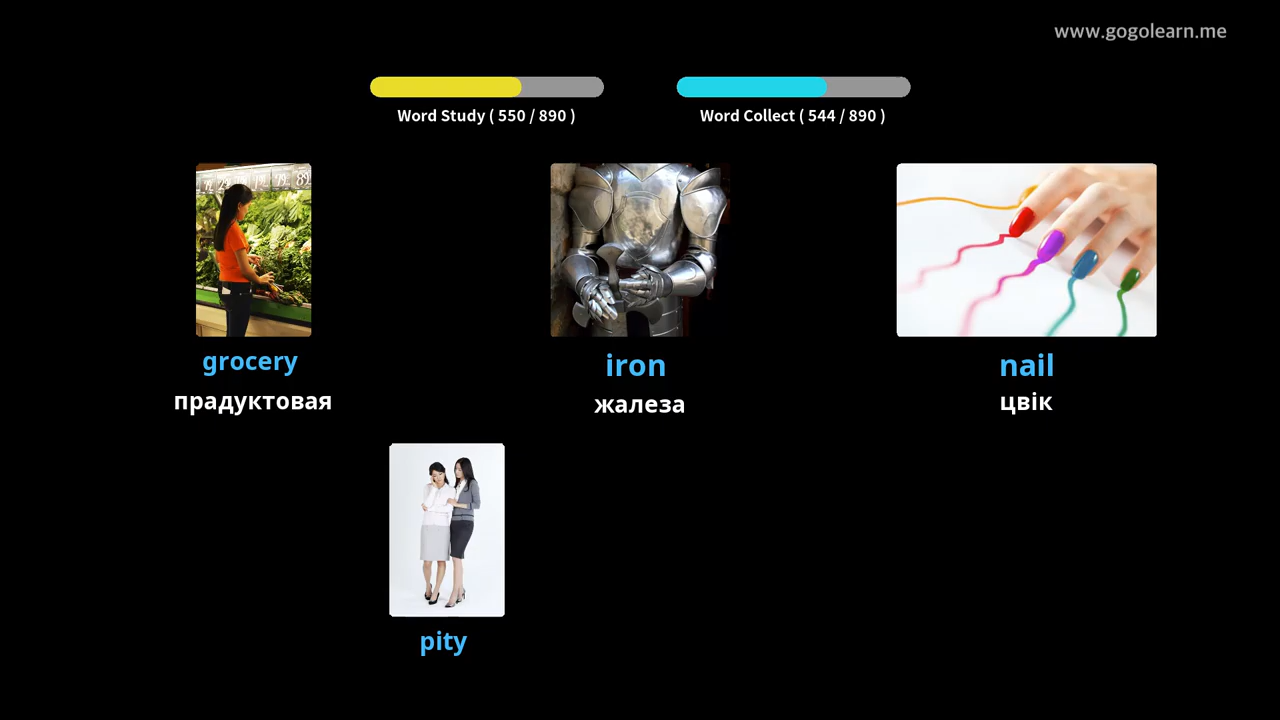 www.gogolearn.me
Word Study ( 550 / 890 )
Word Collect ( 544 / 890 )
grocery
прадуктовая
iron
жалеза
nail
цвік
pity